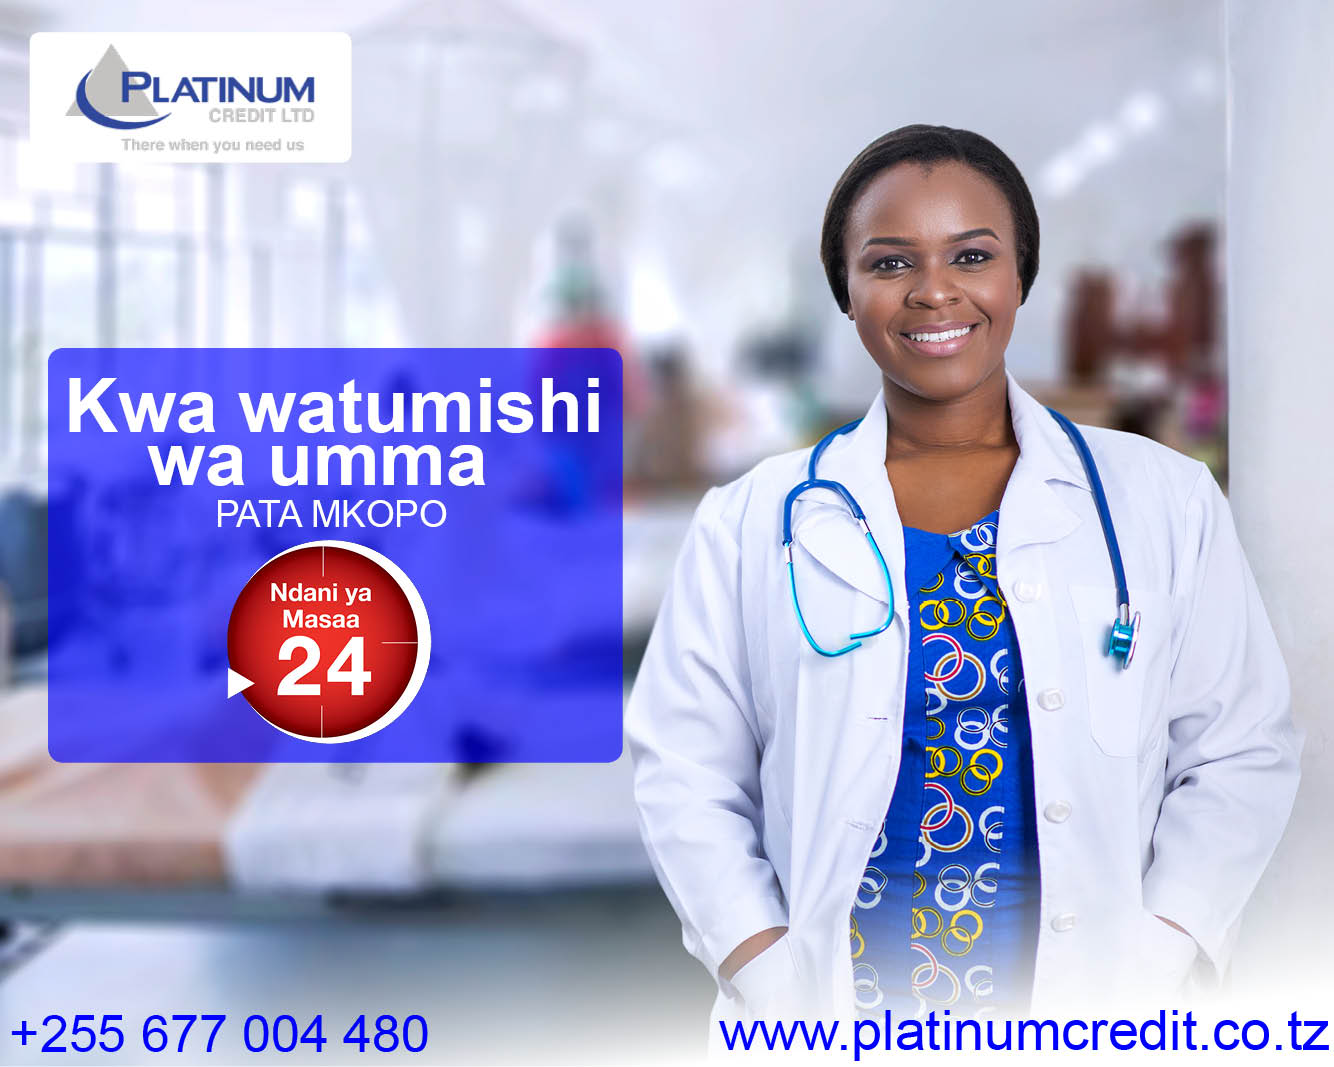 PLATINUM
CREDIT LTD
There when you need us
Kwa watumishi
wa umma
PATA MKOPO
Ndani ya
Masaa
24
+255 677 004 480
www.platinumcredit.co.tz